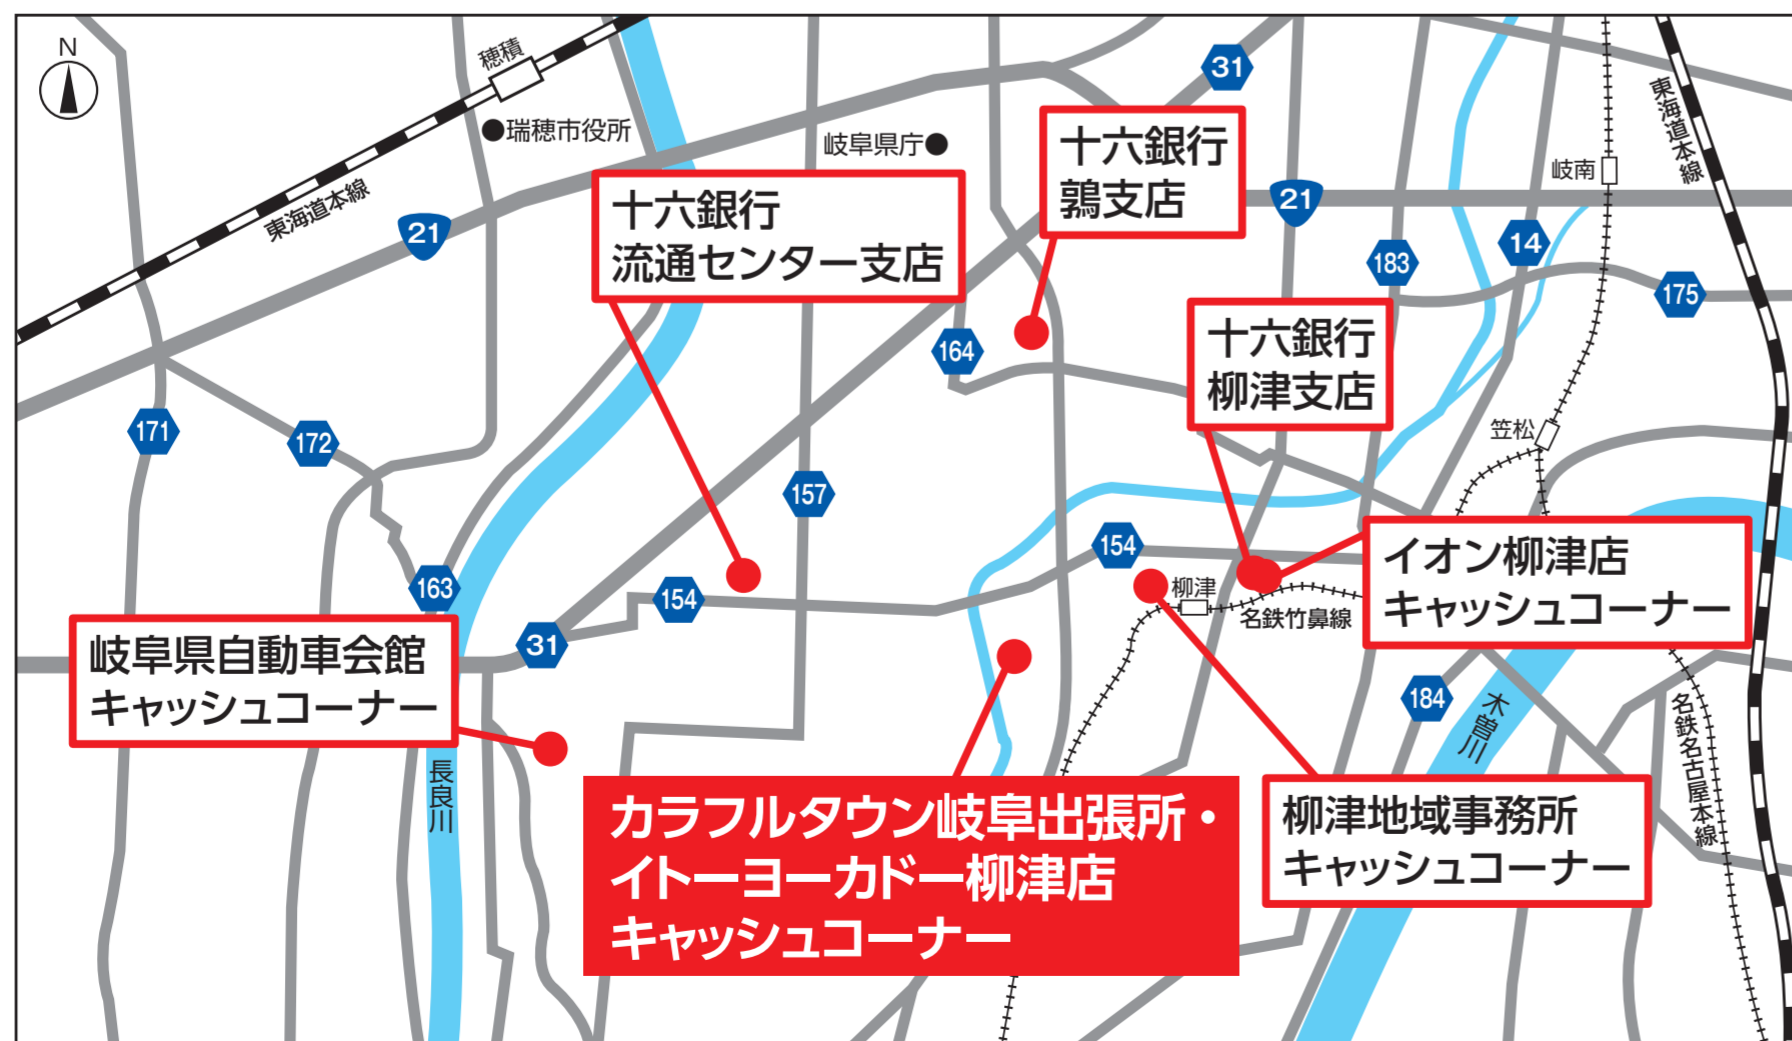 N
穂積
瑞穂市役所
岐阜県庁
31
東海道本線
東海道本線
21
十六銀行
流通センター支店
十六銀行
鶉支店
21
岐南
183
14
175
164
十六銀行
柳津支店
171
172
157
笠松
163
154
154
柳津
名鉄竹鼻線
イオン柳津店
キャッシュコーナー
岐阜県自動車会館
キャッシュコーナー
31
184
木曽川
名鉄名古屋本線
長良川
カラフルタウン岐阜出張所・
イトーヨーカドー柳津店
キャッシュコーナー
柳津地域事務所
キャッシュコーナー